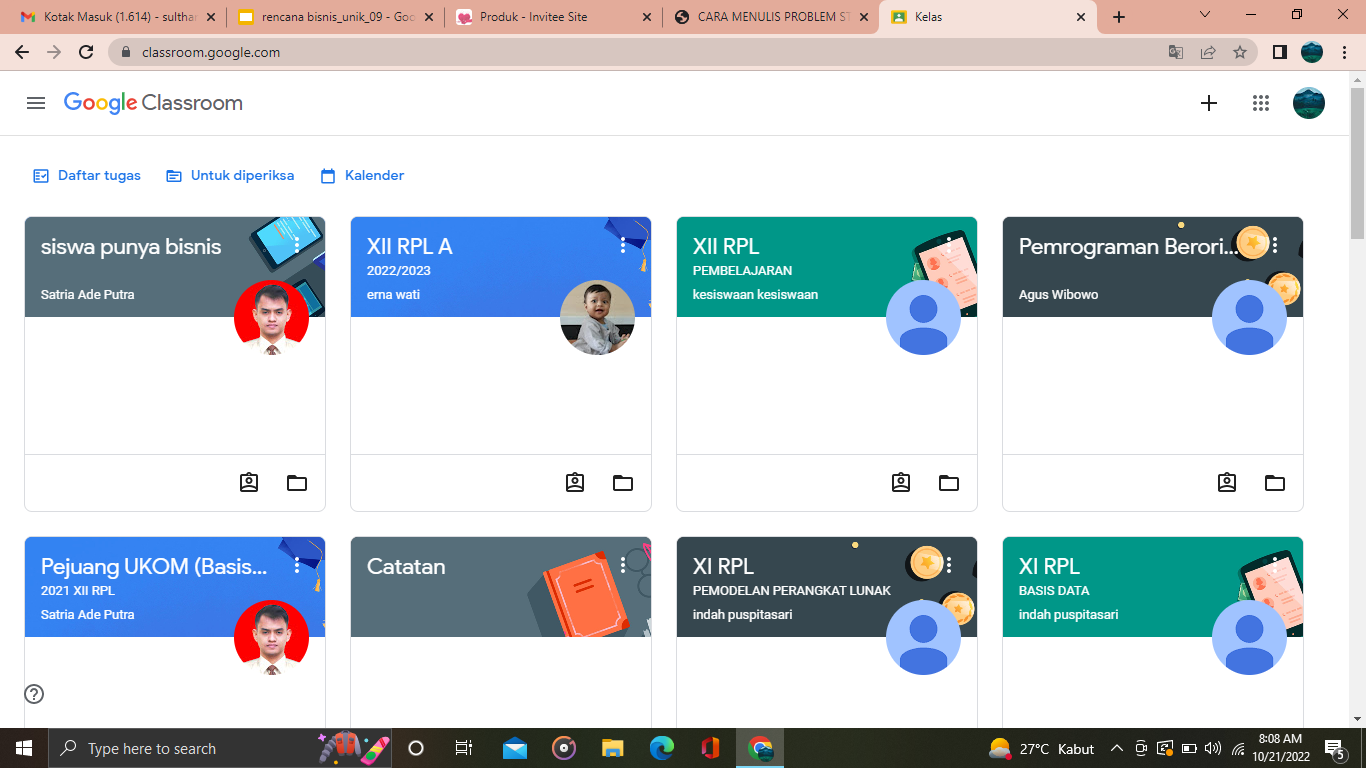 Kotak Masuk (1.614) - sulthan
rencana bisnis_unik_09 - Goo
Produk - Invitee Site
CARA MENULIS PROBLEM ST
Kelas
classroom.google.com
Google Classroom
Daftar tugas
Untuk diperiksa
Kalender
siswa punya bisnis
Satria Ade Putra
XII RPL A
2022/2023
erna wati
XII RPL
PEMBELAJARAN
kesiswaan kesiswaan
Pemrograman Berori...
Agus Wibowo
Pejuang UKOM (Basis...
2021 XII RPL
Satria Ade Putra
Catatan
XI RPL
PEMODELAN PERANGKAT LUNAK
indah puspitasari
XI RPL
BASIS DATA
indah puspitasari
Type here to search
27°C Kabut
8:08 AM
10/21/2022
5